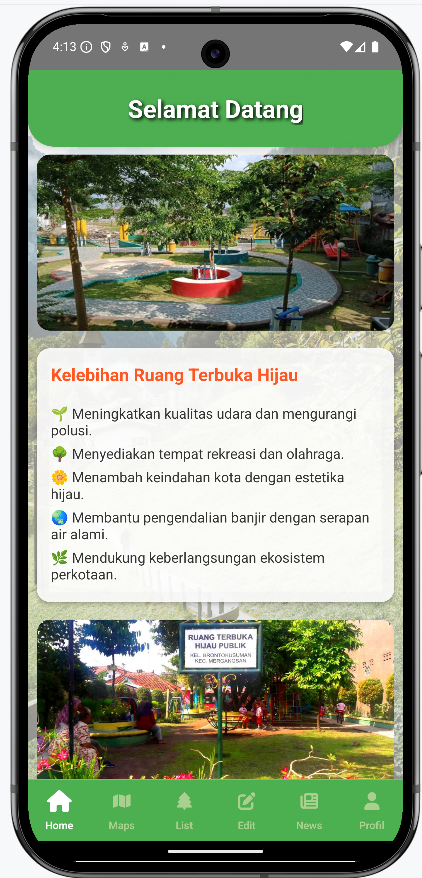 4:13
Selamat Datang
Kelebihan Ruang Terbuka Hijau
🌱 Meningkatkan kualitas udara dan mengurangi
polusi.
🌳 Menyediakan tempat rekreasi dan olahraga.
🌼 Menambah keindahan kota dengan estetika
hijau.
🌏 Membantu pengendalian banjir dengan serapan
air alami.
🌿 Mendukung keberlangsungan ekosistem
perkotaan.
RUANG TERBUKA
HIJAU PUBLIK
KEL. BRONTOKUSUMAN
KEC. MERGANGSAN
Home Maps List Edit News Profil